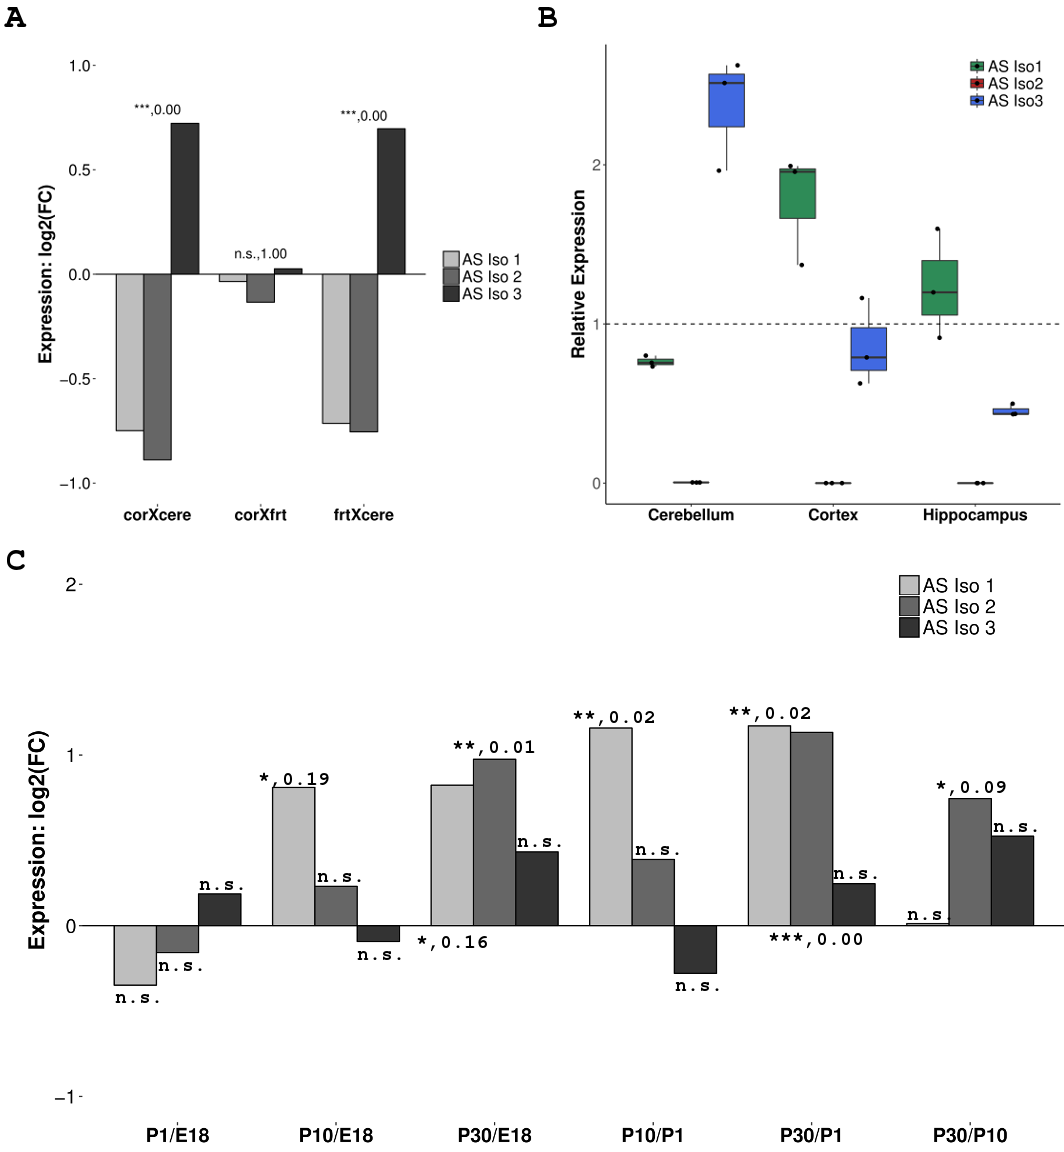 A
1.0
0.5
0.0
−0.5
−1.0
Expression: log2(FC)
***,0.00
n.s.,1.00
***,0.00
corXcere
corXfrt
frtXcere
AS Iso 1
AS Iso 2
AS Iso 3
B
2
1
0
Relative Expression
AS Iso1
AS Iso2
AS Iso3
Cerebellum
Cortex
Hippocampus
C
2
1
0
−1
Expression: log2(FC)
AS Iso 1
AS Iso 2
AS Iso 3
n.s.
n.s.
n.s.
*,0.19
n.s.
n.s.
*,0.16
**,0.01
n.s.
**,0.02
n.s.
n.s.
**,0.02
***,0.00
n.s.
n.s.
*,0.09
n.s.
P1/E18
P10/E18
P30/E18
P10/P1
P30/P1
P30/P10